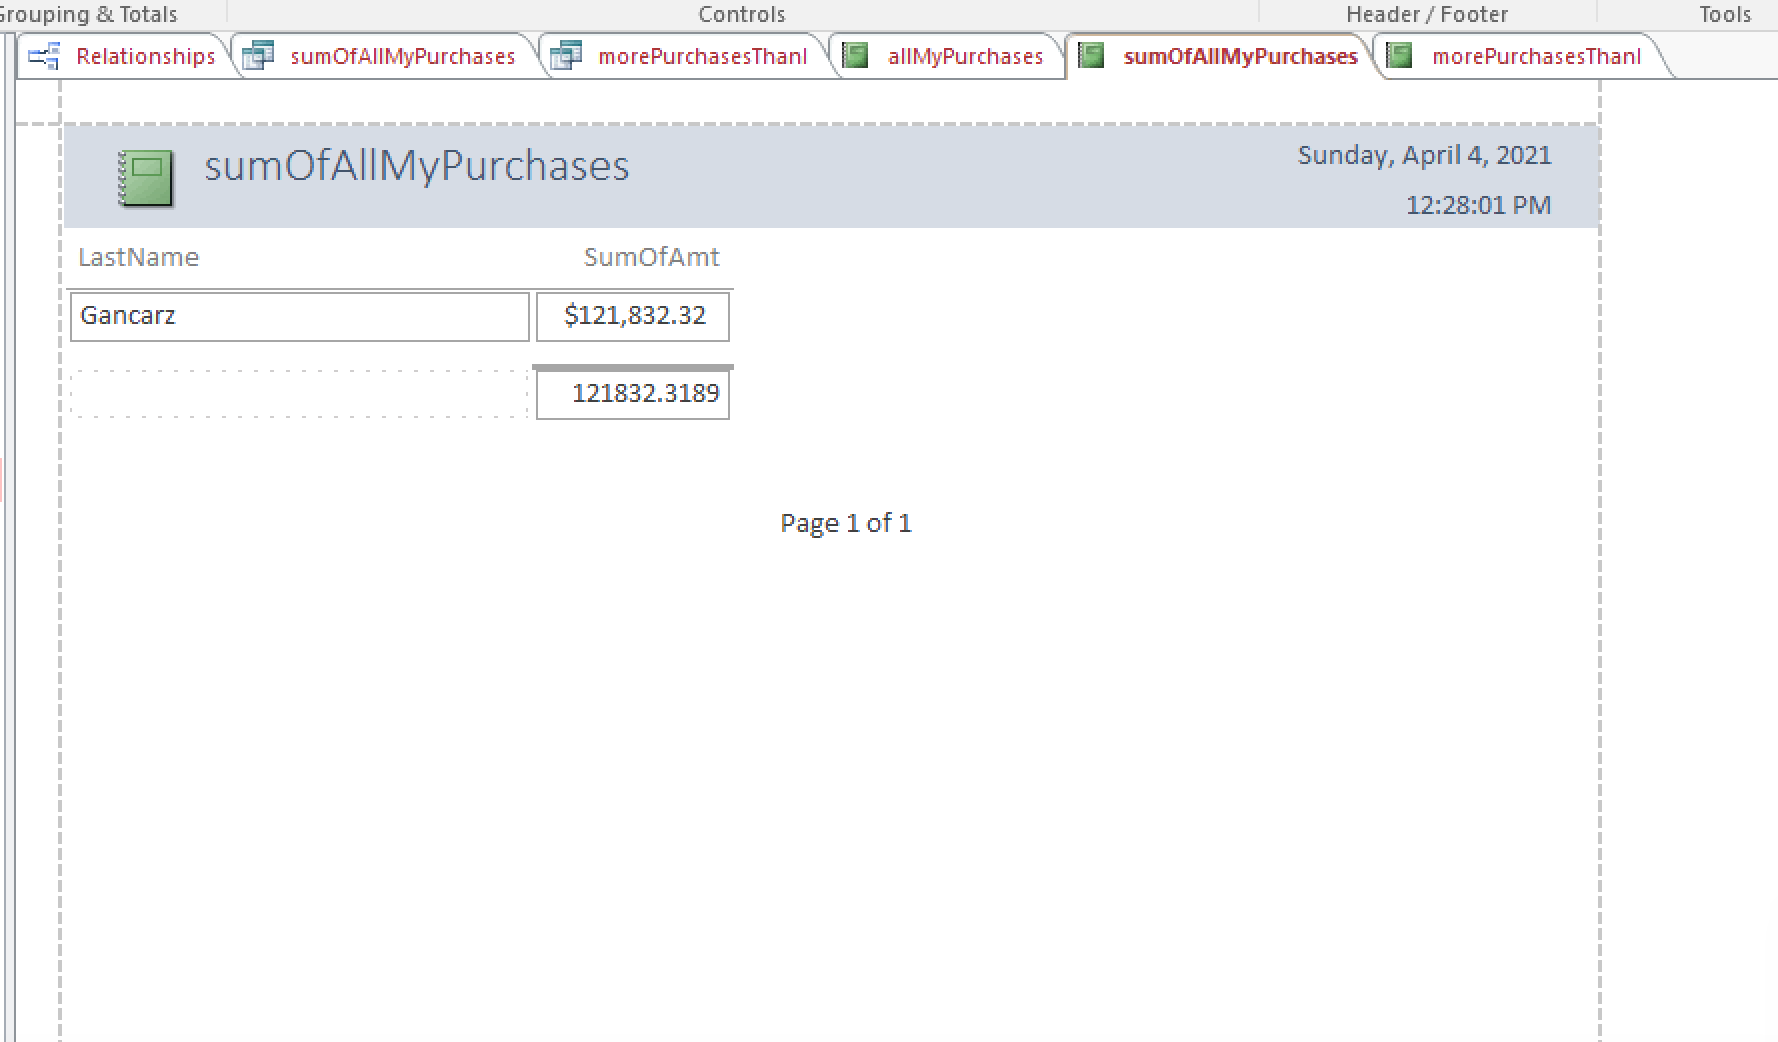 Grouping & Totals Controls Header / Footer Tools
Relationships sumOfAllMyPurchases morePurchasesThanI allMyPurchases sumOfAllMyPurchases morePurchasesThanI
sumOfAllMyPurchases
Sunday, April 4, 2021
12:28:01 PM
LastName SumOfAmt
Gancarz $121,832.32
121832.3189
Page 1 of 1